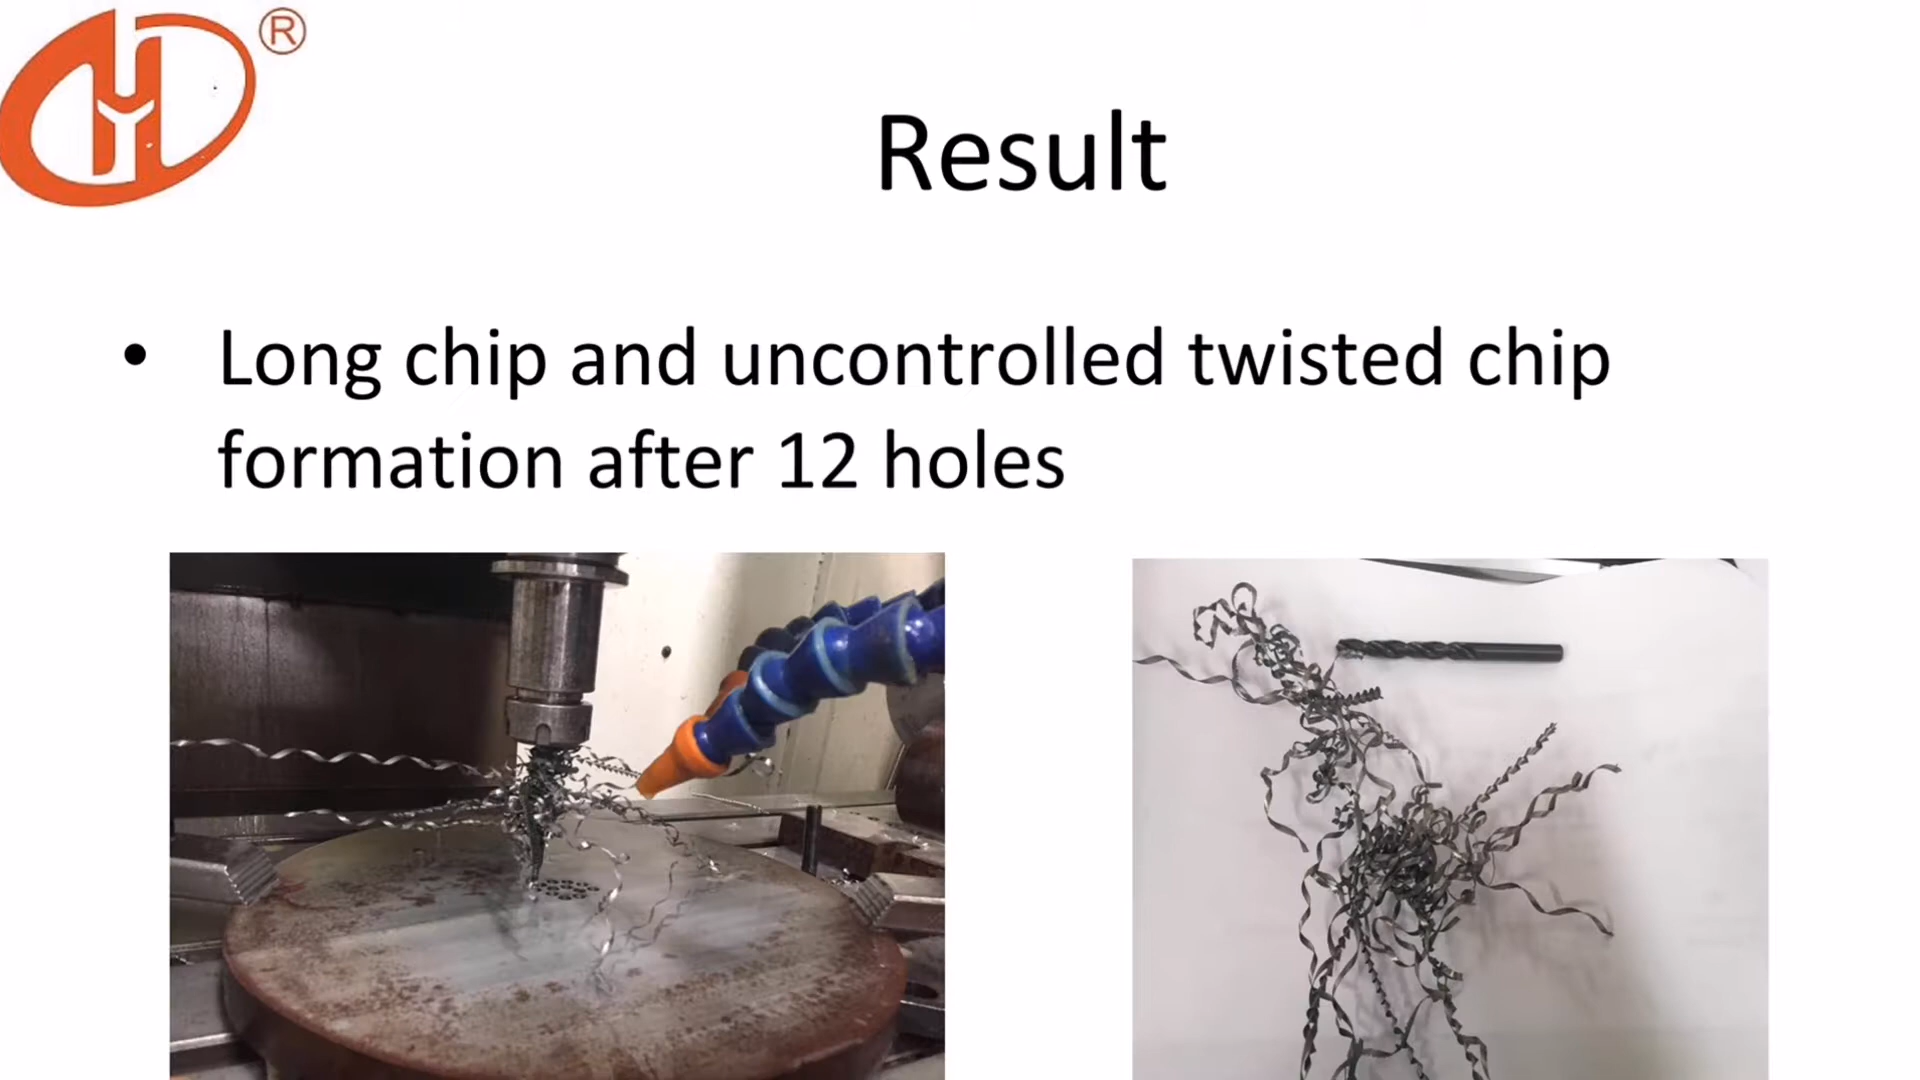 ®
Result
• Long chip and uncontrolled twisted chip
formation after 12 holes